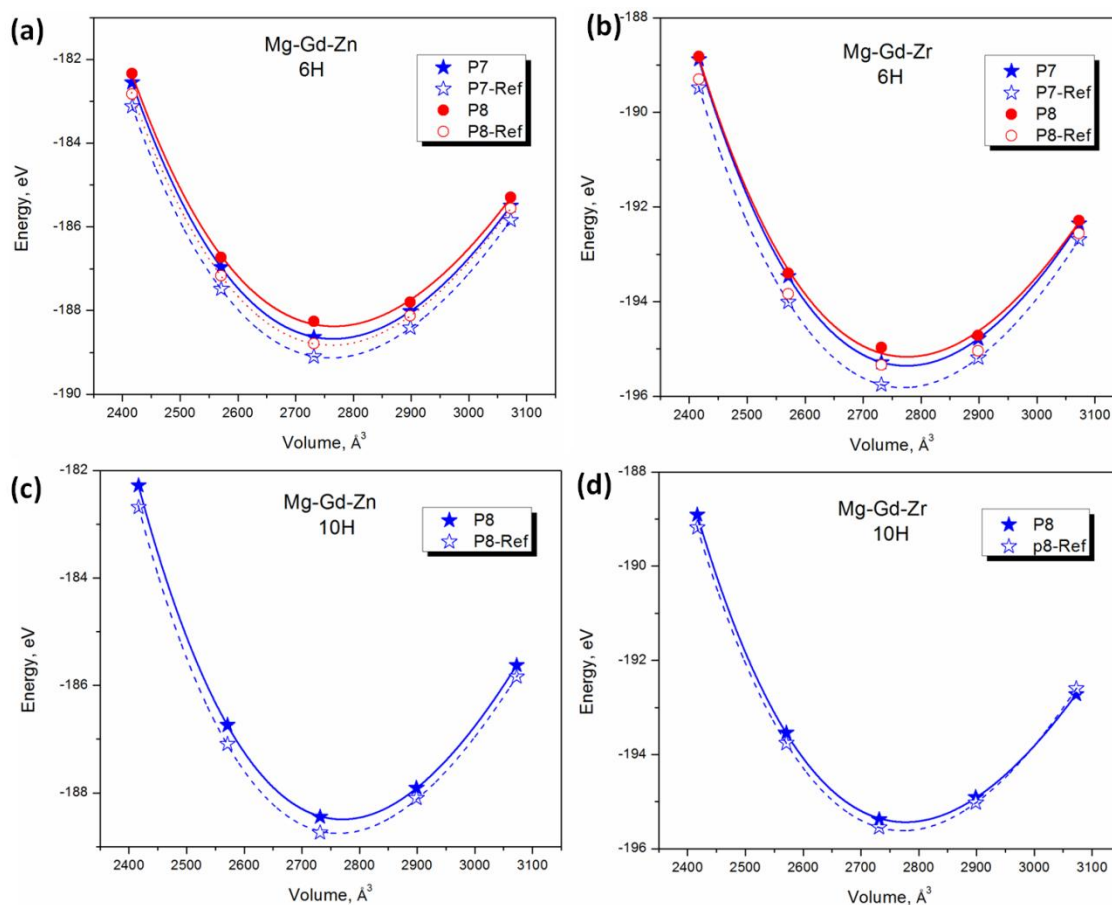 (a)
Mg-Gd-Zn
6H
P7
P7-Ref
P8
P8-Ref
-182
-184
-186
-188
-190
Energy, eV
2400 2500 2600 2700 2800 2900 3000 3100
Volume, Å³
(b)
Mg-Gd-Zr
6H
P7
P7-Ref
P8
P8-Ref
-188
-190
-192
-194
-196
Energy, eV
2400 2500 2600 2700 2800 2900 3000 3100
Volume, Å³
(c)
Mg-Gd-Zn
10H
P8
P8-Ref
-182
-184
-186
-188
Energy, eV
2400 2500 2600 2700 2800 2900 3000 3100
Volume, Å³
(d)
Mg-Gd-Zr
10H
P8
p8-Ref
-188
-190
-192
-194
-196
Energy, eV
2400 2500 2600 2700 2800 2900 3000 3100
Volume, Å³